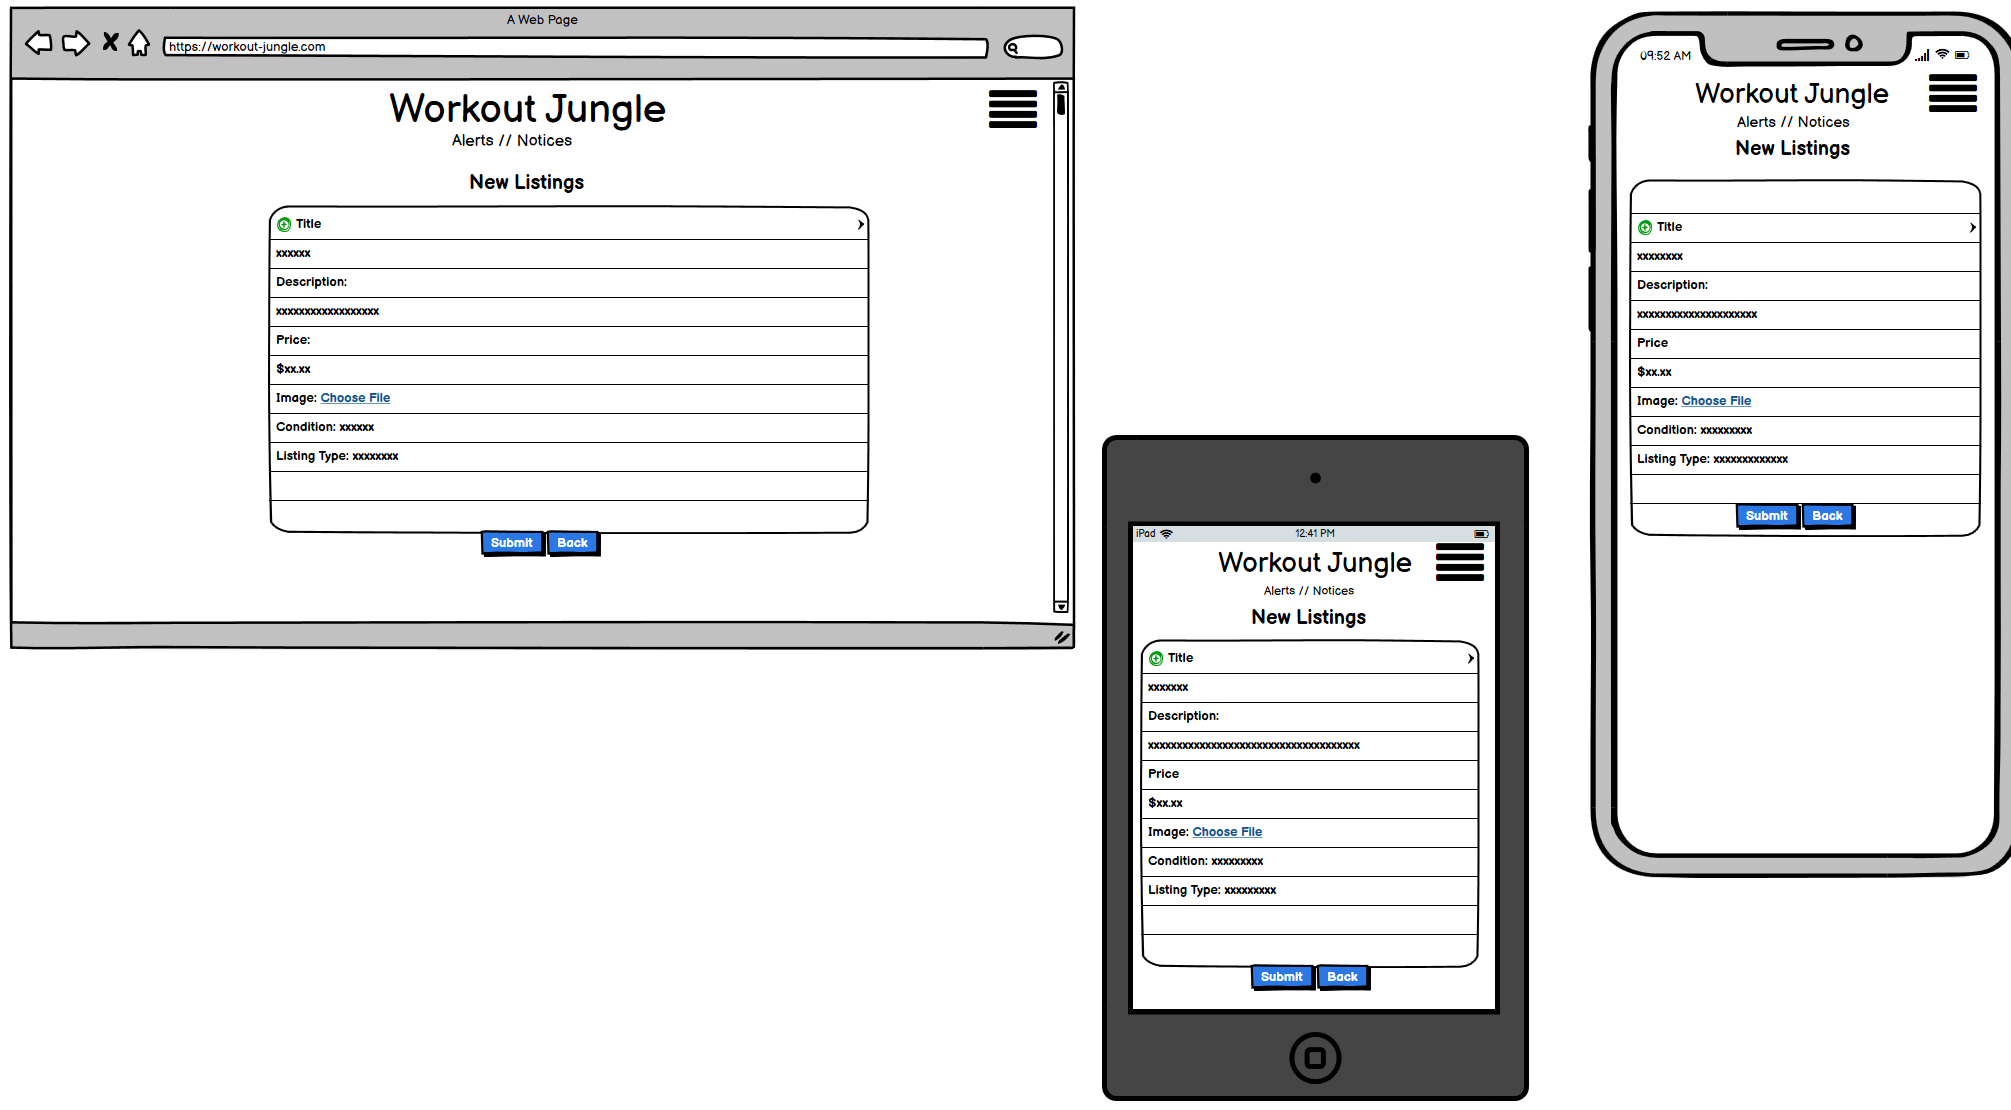 A Web Page
https://workout-jungle.com
Workout Jungle
Alerts // Notices
New Listings
Title
xxxxxx
Description:
xxxxxxxxxxxxxxxxxx
Price:
$xx.xx
Image: Choose File
Condition: xxxxxx
Listing Type: xxxxxxxx
Submit Back
iPad 12:41 PM
Workout Jungle
Alerts // Notices
New Listings
Title
xxxxxxx
Description:
xxxxxxxxxxxxxxxxxxxxxxxxxxxxxxxxxxxxx
Price
$xx.xx
Image: Choose File
Condition: xxxxxxxxx
Listing Type: xxxxxxxxx
Submit Back
09:52 AM
Workout Jungle
Alerts // Notices
New Listings
Title
xxxxxxxx
Description:
xxxxxxxxxxxxxxxxxxxxx
Price
$xx.xx
Image: Choose File
Condition: xxxxxxxxx
Listing Type: xxxxxxxxxxxxx
Submit Back